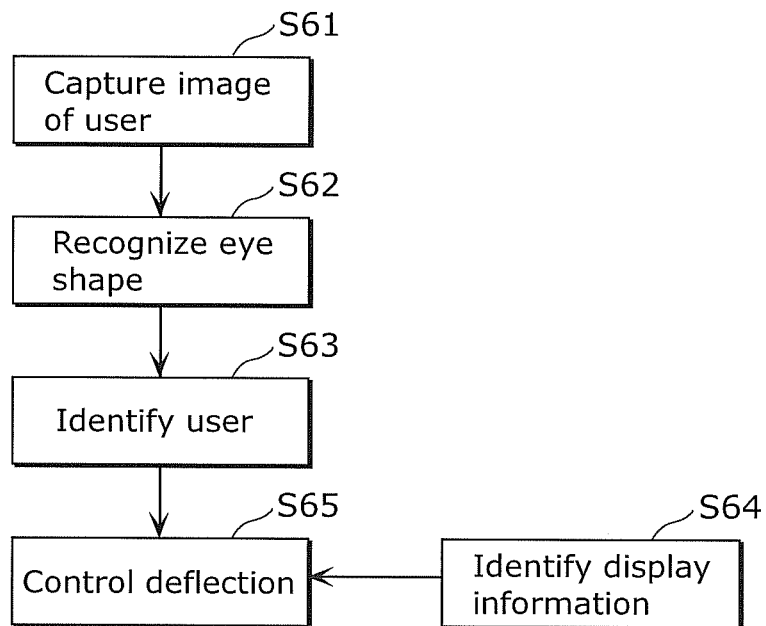 S61
Capture image
of user
S62
Recognize eye
shape
S63
Identify user
S65
Control deflection
S64
Identify display
information